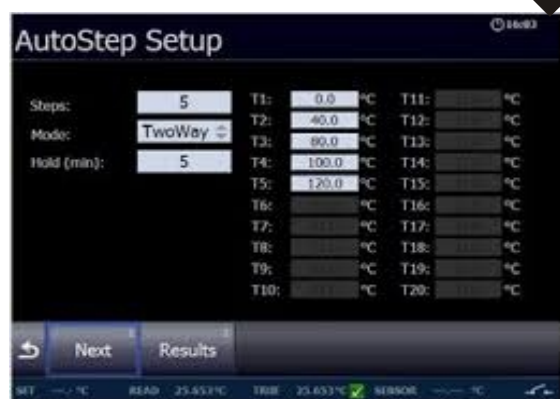 16:03
AutoStep Setup
Steps: 5
Mode: TwoWay
Hold (min): 5
T1: 0.0 °C
T2: 40.0 °C
T3: 80.0 °C
T4: 100.0 °C
T5: 120.0 °C
T6: °C
T7: °C
T8: °C
T9: °C
T10: °C
T11: °C
T12: °C
T13: °C
T14: °C
T15: °C
T16: °C
T17: °C
T18: °C
T19: °C
T20: °C
Next Results
SET --.- °C READ 25.653°C TRUE 25.653°C SENSOR --.-- °C